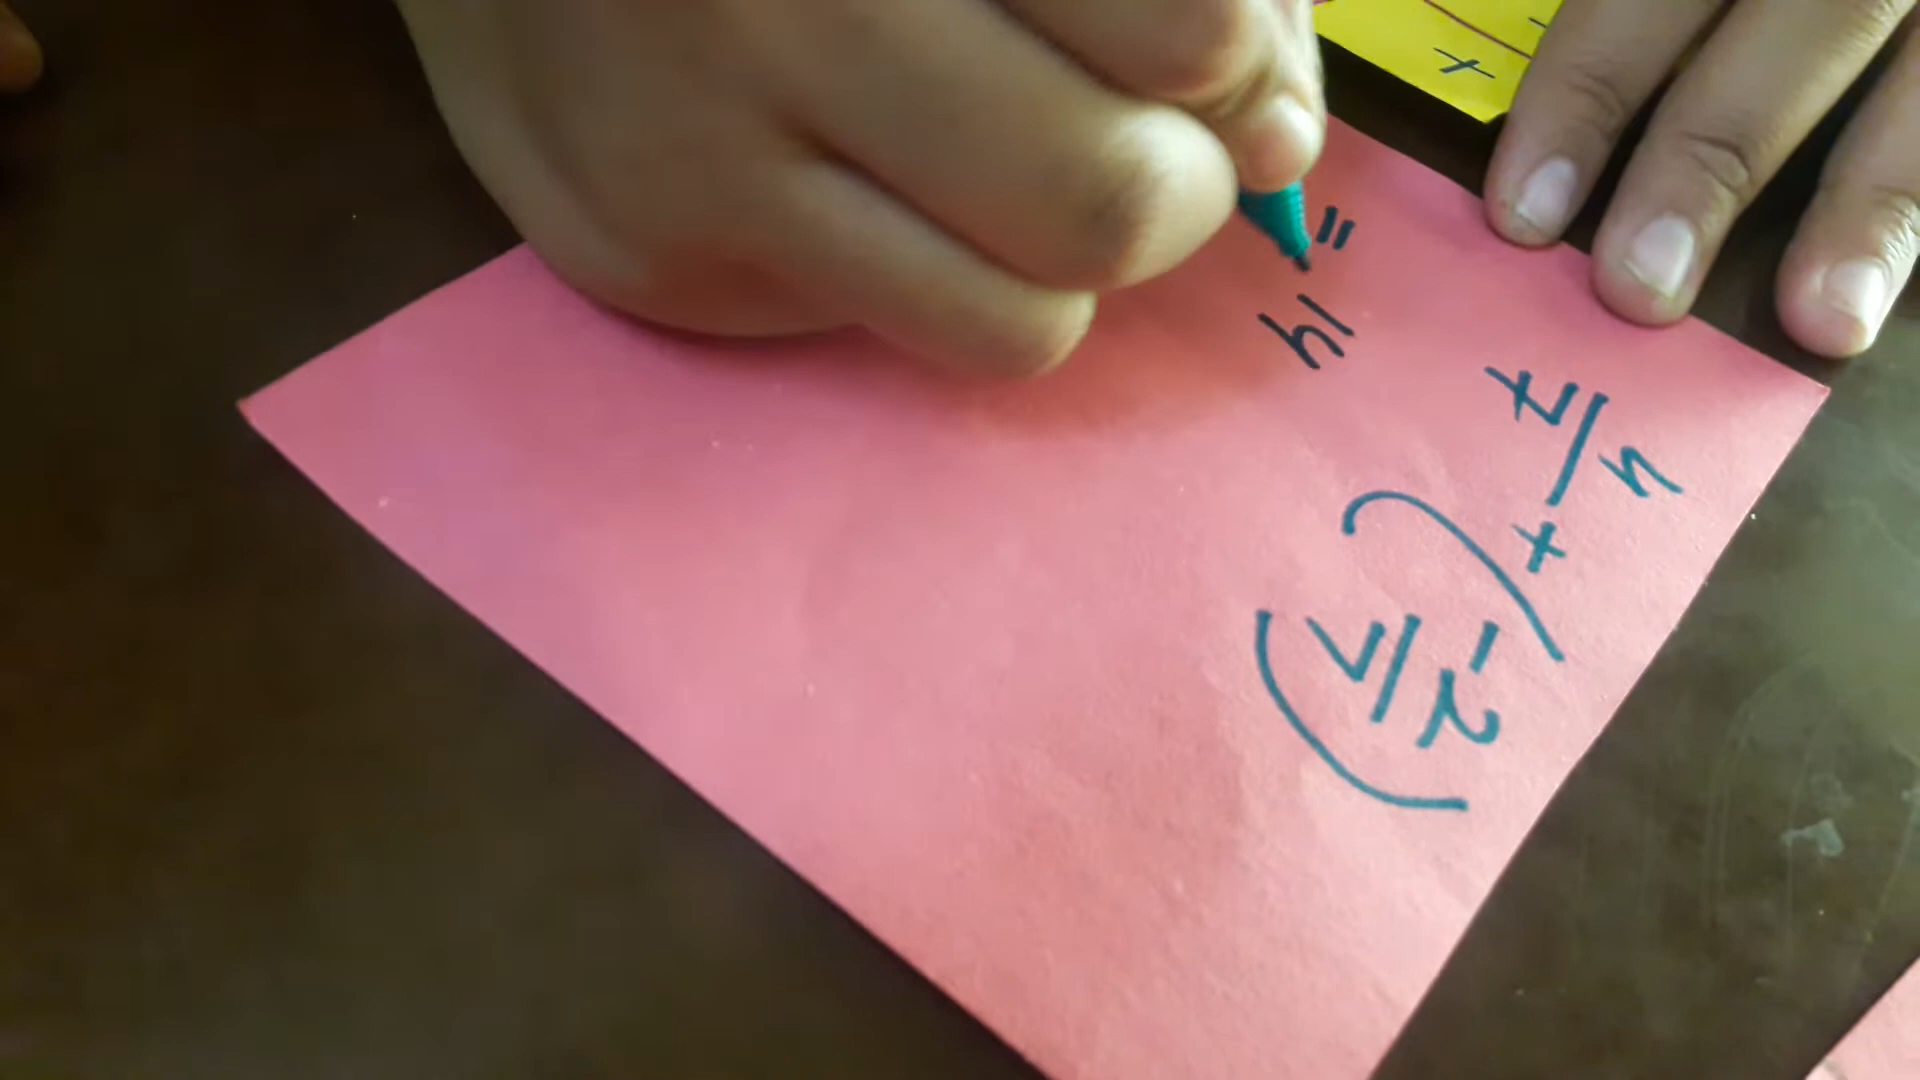 4/7 + (-2/7)
= 14